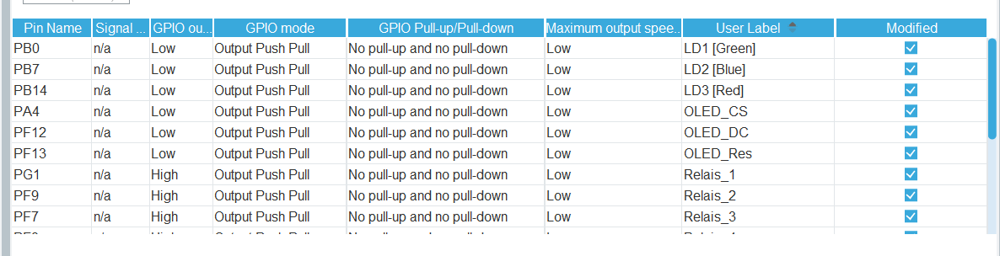 Pin Name Signal ... GPIO ou... GPIO mode GPIO Pull-up/Pull-down Maximum output spee... User Label Modified
PB0 n/a Low Output Push Pull No pull-up and no pull-down Low LD1 [Green]
PB7 n/a Low Output Push Pull No pull-up and no pull-down Low LD2 [Blue]
PB14 n/a Low Output Push Pull No pull-up and no pull-down Low LD3 [Red]
PA4 n/a Low Output Push Pull No pull-up and no pull-down Low OLED_CS
PF12 n/a Low Output Push Pull No pull-up and no pull-down Low OLED_DC
PF13 n/a Low Output Push Pull No pull-up and no pull-down Low OLED_Res
PG1 n/a High Output Push Pull No pull-up and no pull-down Low Relais_1
PF9 n/a High Output Push Pull No pull-up and no pull-down Low Relais_2
PF7 n/a High Output Push Pull No pull-up and no pull-down Low Relais_3